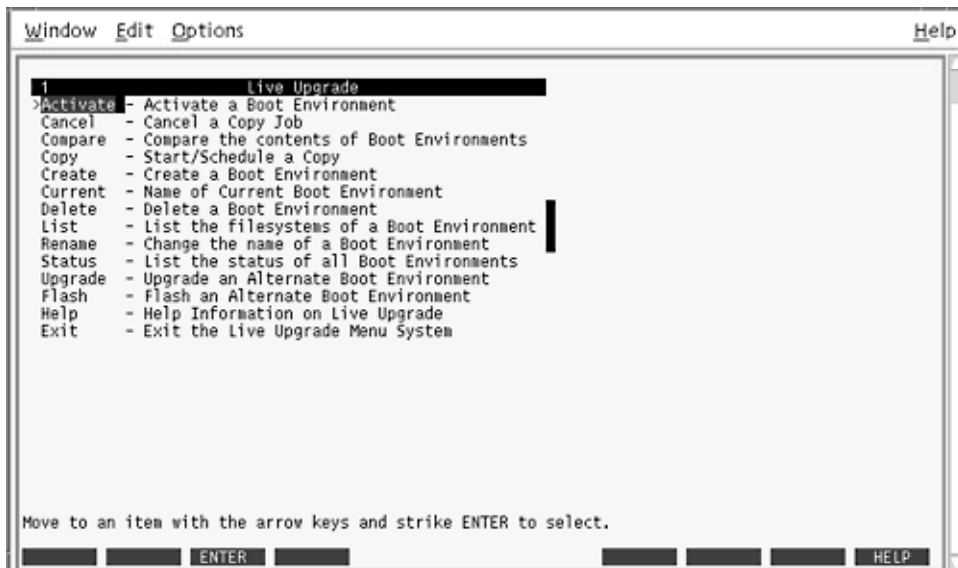 Window Edit Options Help
1 Live Upgrade
>Activate - Activate a Boot Environment
Cancel - Cancel a Copy Job
Compare - Compare the contents of Boot Environments
Copy - Start/Schedule a Copy
Create - Create a Boot Environment
Current - Name of Current Boot Environment
Delete - Delete a Boot Environment
List - List the filesystems of a Boot Environment
Rename - Change the name of a Boot Environment
Status - List the status of all Boot Environments
Upgrade - Upgrade an Alternate Boot Environment
Flash - Flash an Alternate Boot Environment
Help - Help Information on Live Upgrade
Exit - Exit the Live Upgrade Menu System
Move to an item with the arrow keys and strike ENTER to select.
ENTER HELP